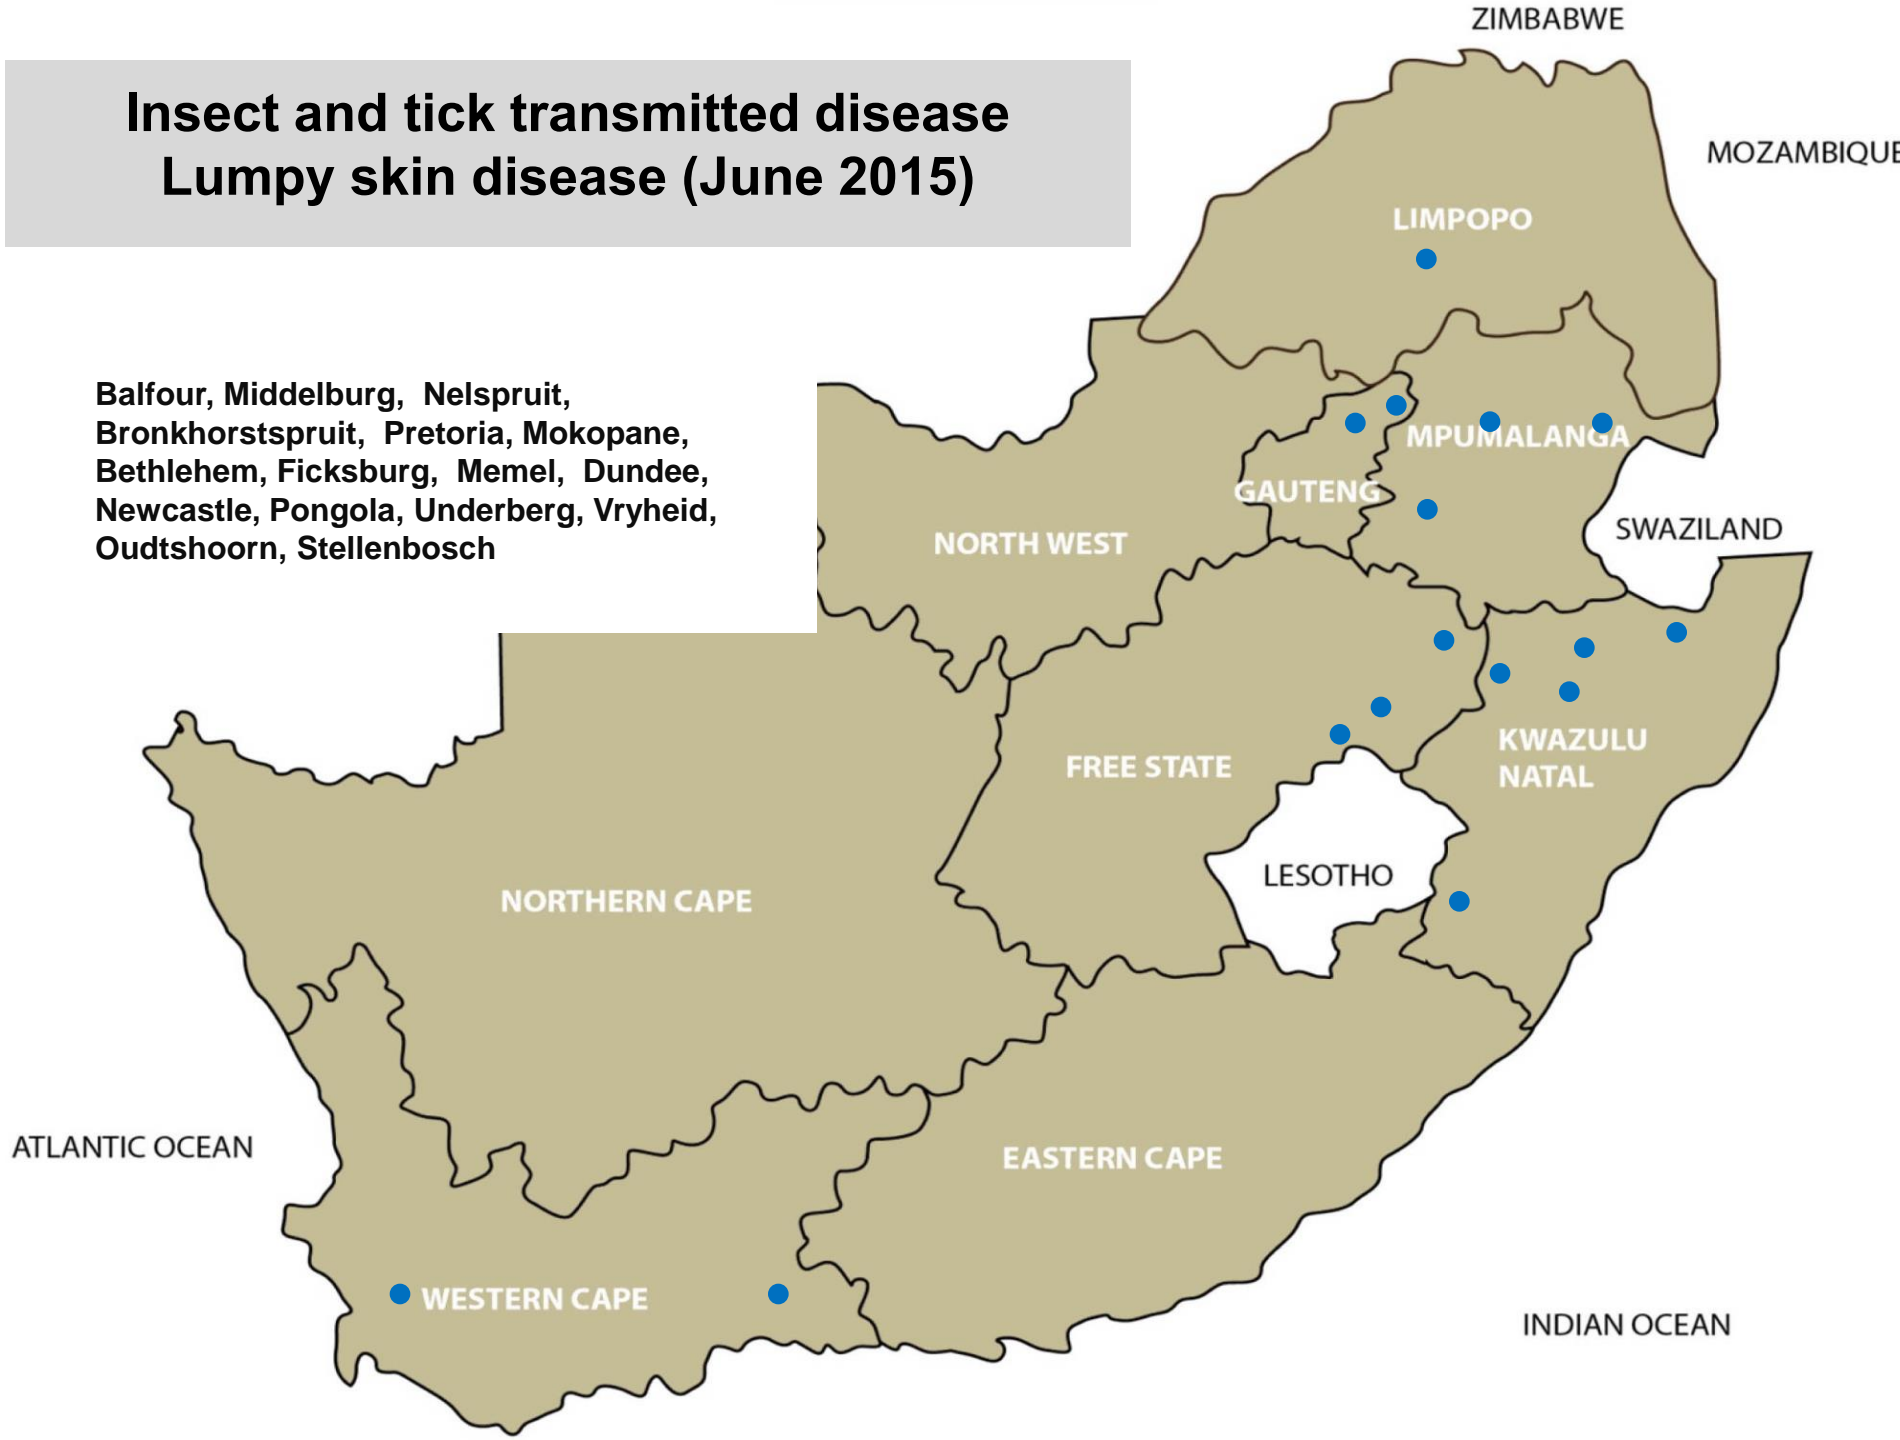 Insect and tick transmitted disease
Lumpy skin disease (June 2015)
Balfour, Middelburg, Nelspruit,
Bronkhorstspruit, Pretoria, Mokopane,
Bethlehem, Ficksburg, Memel, Dundee,
Newcastle, Pongola, Underberg, Vryheid,
Oudtshoorn, Stellenbosch
ZIMBABWE
MOZAMBIQUE
LIMPOPO
MPUMALANGA
GAUTENG
SWAZILAND
NORTH WEST
KWAZULU
NATAL
FREE STATE
LESOTHO
NORTHERN CAPE
ATLANTIC OCEAN
EASTERN CAPE
WESTERN CAPE
INDIAN OCEAN